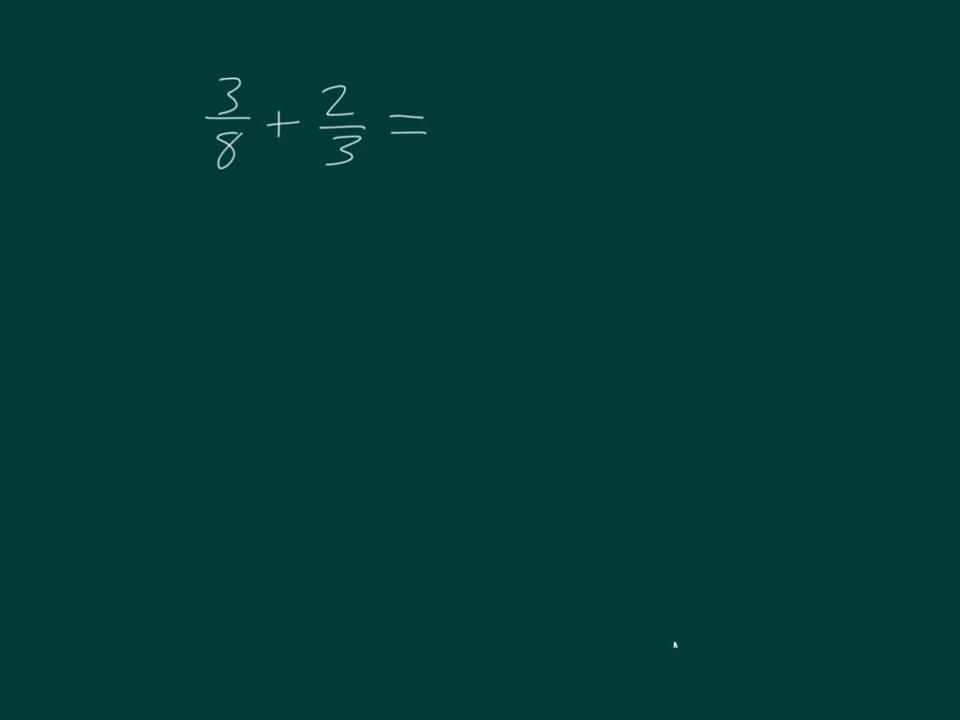 3/8 + 2/3 =